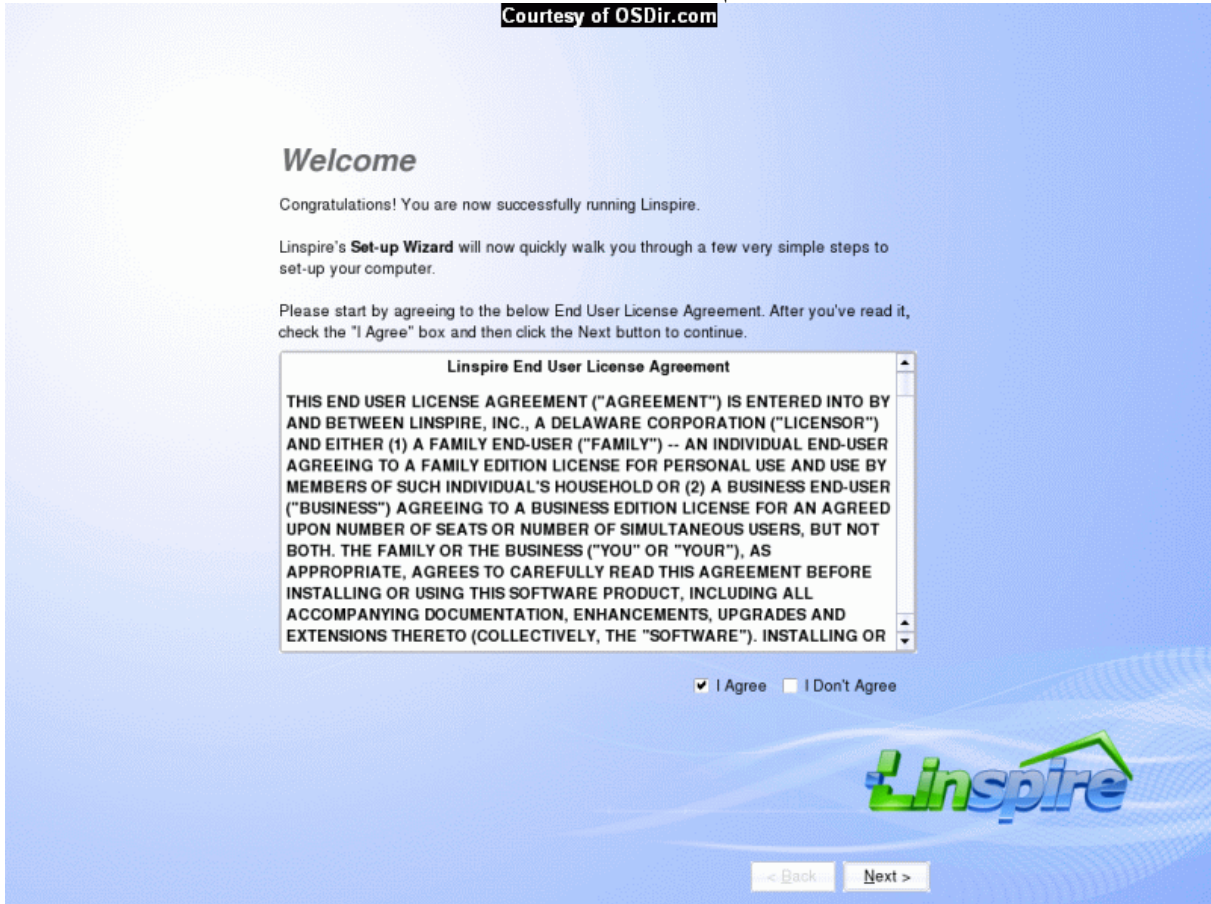 Courtesy of OSDir.com
Welcome
Congratulations! You are now successfully running Linspire.
Linspire's Set-up Wizard will now quickly walk you through a few very simple steps to
set-up your computer.
Please start by agreeing to the below End User License Agreement. After you've read it,
check the "I Agree" box and then click the Next button to continue.
Linspire End User License Agreement
THIS END USER LICENSE AGREEMENT ("AGREEMENT") IS ENTERED INTO BY
AND BETWEEN LINSPIRE, INC., A DELAWARE CORPORATION ("LICENSOR")
AND EITHER (1) A FAMILY END-USER ("FAMILY") -- AN INDIVIDUAL END-USER
AGREEING TO A FAMILY EDITION LICENSE FOR PERSONAL USE AND USE BY
MEMBERS OF SUCH INDIVIDUAL'S HOUSEHOLD OR (2) A BUSINESS END-USER
("BUSINESS") AGREEING TO A BUSINESS EDITION LICENSE FOR AN AGREED
UPON NUMBER OF SEATS OR NUMBER OF SIMULTANEOUS USERS, BUT NOT
BOTH. THE FAMILY OR THE BUSINESS ("YOU" OR "YOUR"), AS
APPROPRIATE, AGREES TO CAREFULLY READ THIS AGREEMENT BEFORE
INSTALLING OR USING THIS SOFTWARE PRODUCT, INCLUDING ALL
ACCOMPANYING DOCUMENTATION, ENHANCEMENTS, UPGRADES AND
EXTENSIONS THERETO (COLLECTIVELY, THE "SOFTWARE"). INSTALLING OR
I Agree I Don't Agree
Linspire
< Back Next >